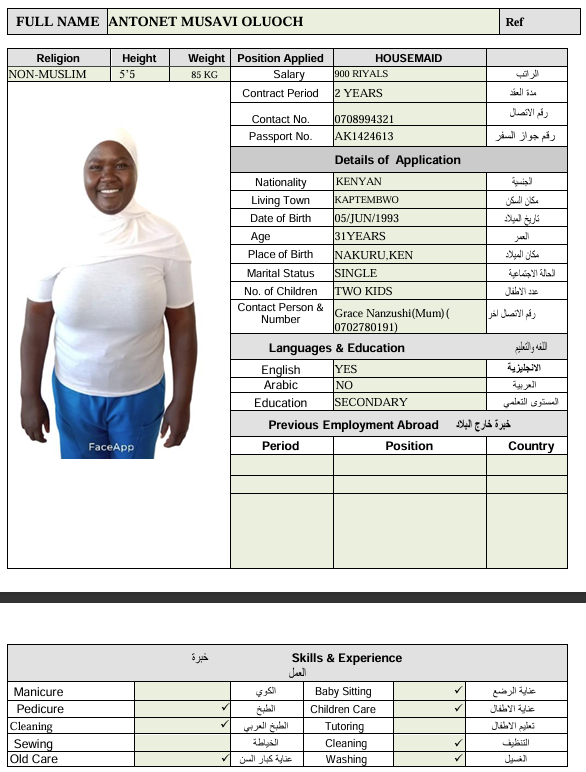 FULL NAME ANTONET MUSAVI OLUOCH Ref
Religion Height Weight Position Applied HOUSEMAID
NON-MUSLIM 5’5 85 KG Salary 900 RIYALS الراتب
Contract Period 2 YEARS مدة العقد
Contact No. 0708994321 رقم الاتصال
Passport No. AK1424613 رقم جواز السفر
Details of Application
Nationality KENYAN الجنسية
Living Town KAPTEMBWO مكان السكن
Date of Birth 05/JUN/1993 تاريخ الميلاد
Age 31YEARS العمر
Place of Birth NAKURU,KEN مكان الميلاد
Marital Status SINGLE الحالة الاجتماعية
No. of Children TWO KIDS عدد الاطفال
Contact Person & Number Grace Nanzushi(Mum) ( 0702780191) رقم الاتصال اخر
Languages & Education اللغه والتعليم
English YES الانجليزية
Arabic NO العربية
Education SECONDARY المستوى التعلمي
Previous Employment Abroad خبرة خارج البلاد
Period Position Country
FaceApp
خبرة Skills & Experience
العمل
Manicure الكوي Baby Sitting ✓ عناية الرضع
Pedicure ✓ الطبخ Children Care ✓ عناية الاطفال
Cleaning ✓ الطبخ العربي Tutoring تعليم الاطفال
Sewing الخياطة Cleaning ✓ التنظيف
Old Care ✓ عناية كبار السن Washing ✓ الغسيل